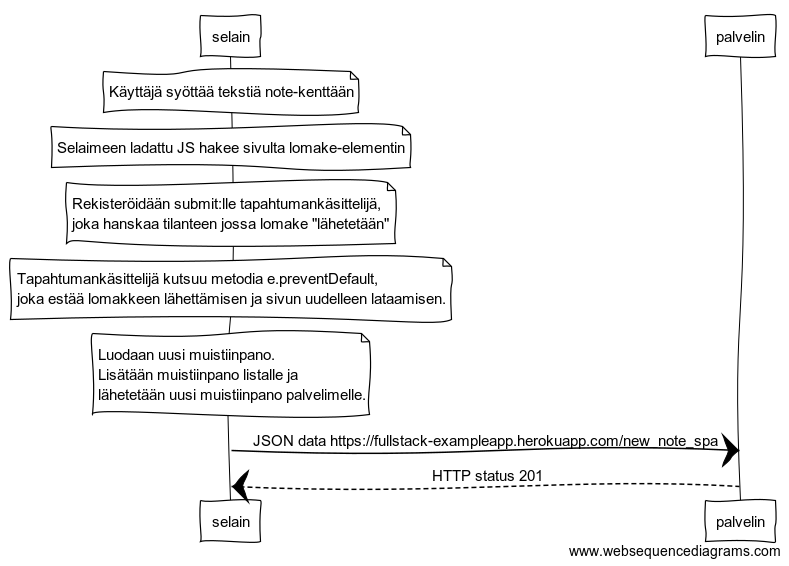 selain
palvelin
Käyttäjä syöttää tekstiä note-kenttään
Selaimeen ladattu JS hakee sivulta lomake-elementin
Rekisteröidään submit:lle tapahtumankäsittelijä,
joka hanskaa tilanteen jossa lomake "lähetetään"
Tapahtumankäsittelijä kutsuu metodia e.preventDefault,
joka estää lomakkeen lähettämisen ja sivun uudelleen lataamisen.
Luodaan uusi muistiinpano.
Lisätään muistiinpano listalle ja
lähetetään uusi muistiinpano palvelimelle.
JSON data https://fullstack-exampleapp.herokuapp.com/new_note_spa
HTTP status 201
selain
palvelin
www.websequencediagrams.com